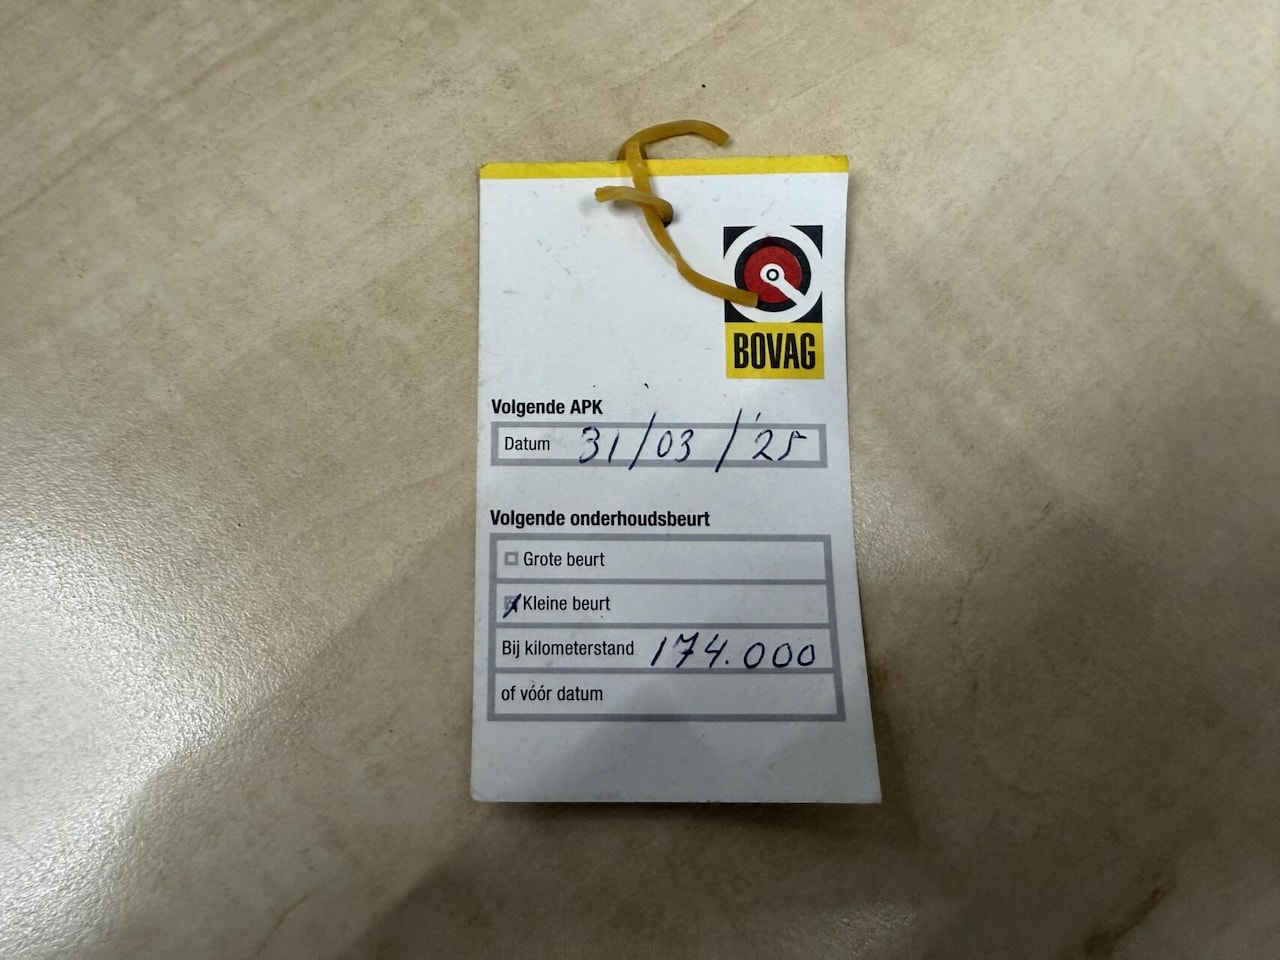 BOVAG
Volgende APK
Datum 31/03/'25
Volgende onderhoudsbeurt
Grote beurt
Kleine beurt
Bij kilometerstand 174.000
of vóór datum